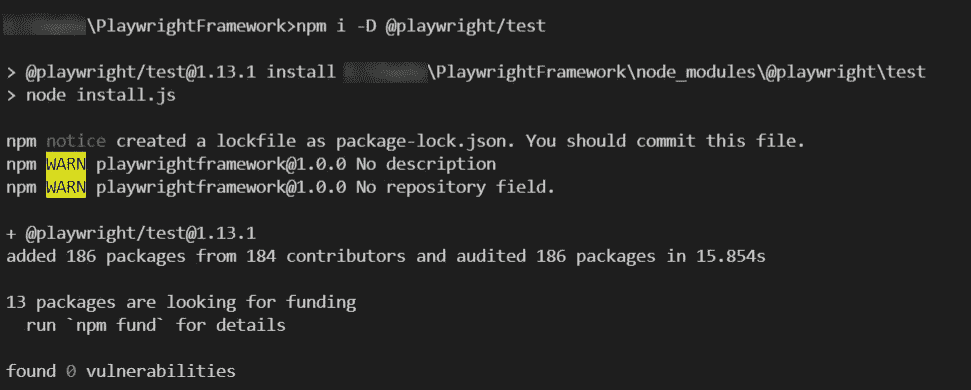 \PlaywrightFramework>npm i -D @playwright/test
> @playwright/test@1.13.1 install \PlaywrightFramework\node_modules\@playwright\test
> node install.js
npm notice created a lockfile as package-lock.json. You should commit this file.
npm WARN playwrightframework@1.0.0 No description
npm WARN playwrightframework@1.0.0 No repository field.
+ @playwright/test@1.13.1
added 186 packages from 184 contributors and audited 186 packages in 15.854s
13 packages are looking for funding
run `npm fund` for details
found 0 vulnerabilities